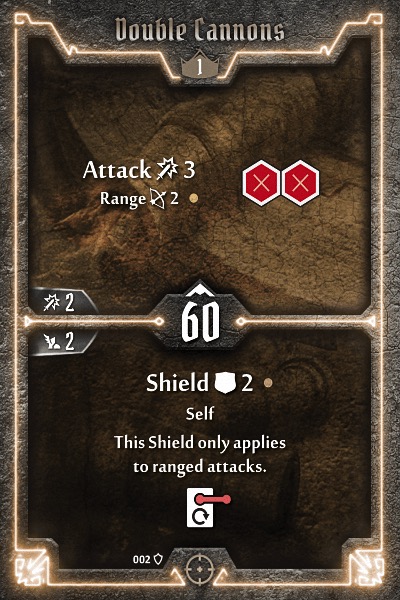 Double Cannons
1
Attack 3
Range 2
2
60
2
Shield 2
Self
This Shield only applies
to ranged attacks.
002